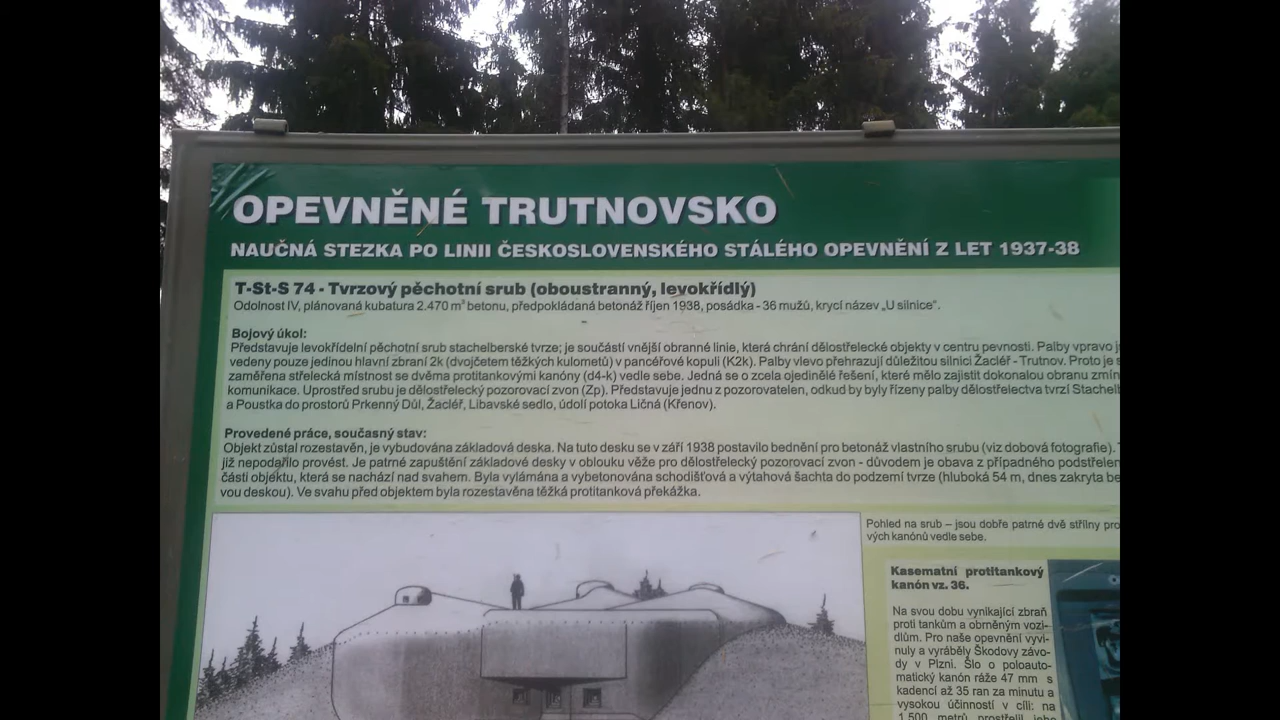 OPEVNĚNÉ TRUTNOVSKO
NAUČNÁ STEZKA PO LINII ČESKOSLOVENSKÉHO STÁLÉHO OPEVNĚNÍ Z LET 1937-38
T-St-S 74 - Tvrzový pěchotní srub (oboustranný, levokřídlý)
Odolnost IV, plánovaná kubatura 2.470 m³ betonu, předpokládaná betonáž říjen 1938, posádka - 36 mužů, krycí název „U silnice".
Bojový úkol:
Představuje levokřídelní pěchotní srub stachelberské tvrze; je součástí vnější obranné linie, která chrání dělostřelecké objekty v centru pevnosti. Palby vpravo
vedeny pouze jedinou hlavní zbraní 2k (dvojčetem těžkých kulometů) v pancéřové kopuli (K2k). Palby vlevo přehrazují důležitou silnici Žacléř - Trutnov. Proto je
zaměřena střelecká místnost se dvěma protitankovými kanóny (d4-k) vedle sebe. Jedná se o zcela ojedinělé řešení, které mělo zajistit dokonalou obranu
komunikace. Uprostřed srubu je dělostřelecký pozorovací zvon (Zp). Představuje jednu z pozorovatelen, odkud by byly řízeny palby dělostřelectva tvrzí Stachel
a Poustka do prostorů Prkenný Důl, Žacléř, Libavské sedlo, údolí potoka Ličná (Křenov).
Provedené práce, současný stav:
Objekt zůstal rozestavěn, je vybudována základová deska. Na tuto desku se v září 1938 postavilo bednění pro betonáž vlastního srubu (viz dobová fotografie).
již nepodařilo provést. Je patrné zapuštění základové desky v oblouku věže pro dělostřelecký pozorovací zvon - důvodem je obava z případného podstřelen
části objektu, která se nachází nad svahem. Byla vylámána a vybetonována schodišťová a výtahová šachta do podzemí tvrze (hluboká 54 m, dnes zakryta be
vou deskou). Ve svahu před objektem byla rozestavěna těžká protitanková překážka.
Pohled na srub – jsou dobře patrné dvě střílny pro
vých kanónů vedle sebe.
Kasematní protitankový
kanón vz. 36.
Na svou dobu vynikající zbraň
proti tankům a obrněným vozi-
dlům. Pro naše opevnění vyvi-
nuly a vyráběly Škodovy závo-
dy v Plzni. Šlo o poloauto-
matický kanón ráže 47 mm s
kadencí až 35 ran za minutu a
vysokou účinností v cíli: na
1.500 metrů prostřelil jeho